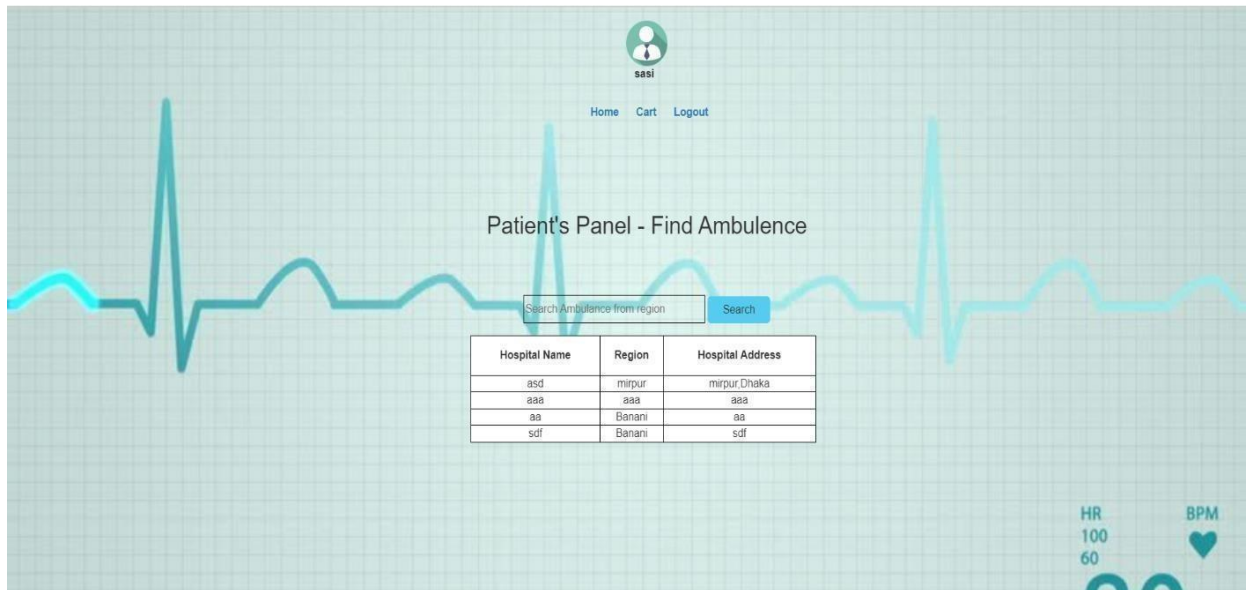 sasi
Home Cart Logout
Patient's Panel - Find Ambulence
Search Ambulance from region Search
Hospital Name Region Hospital Address
asd mirpur mirpur,Dhaka
aaa aaa aaa
aa Banani aa
sdf Banani sdf
HR BPM
100
60